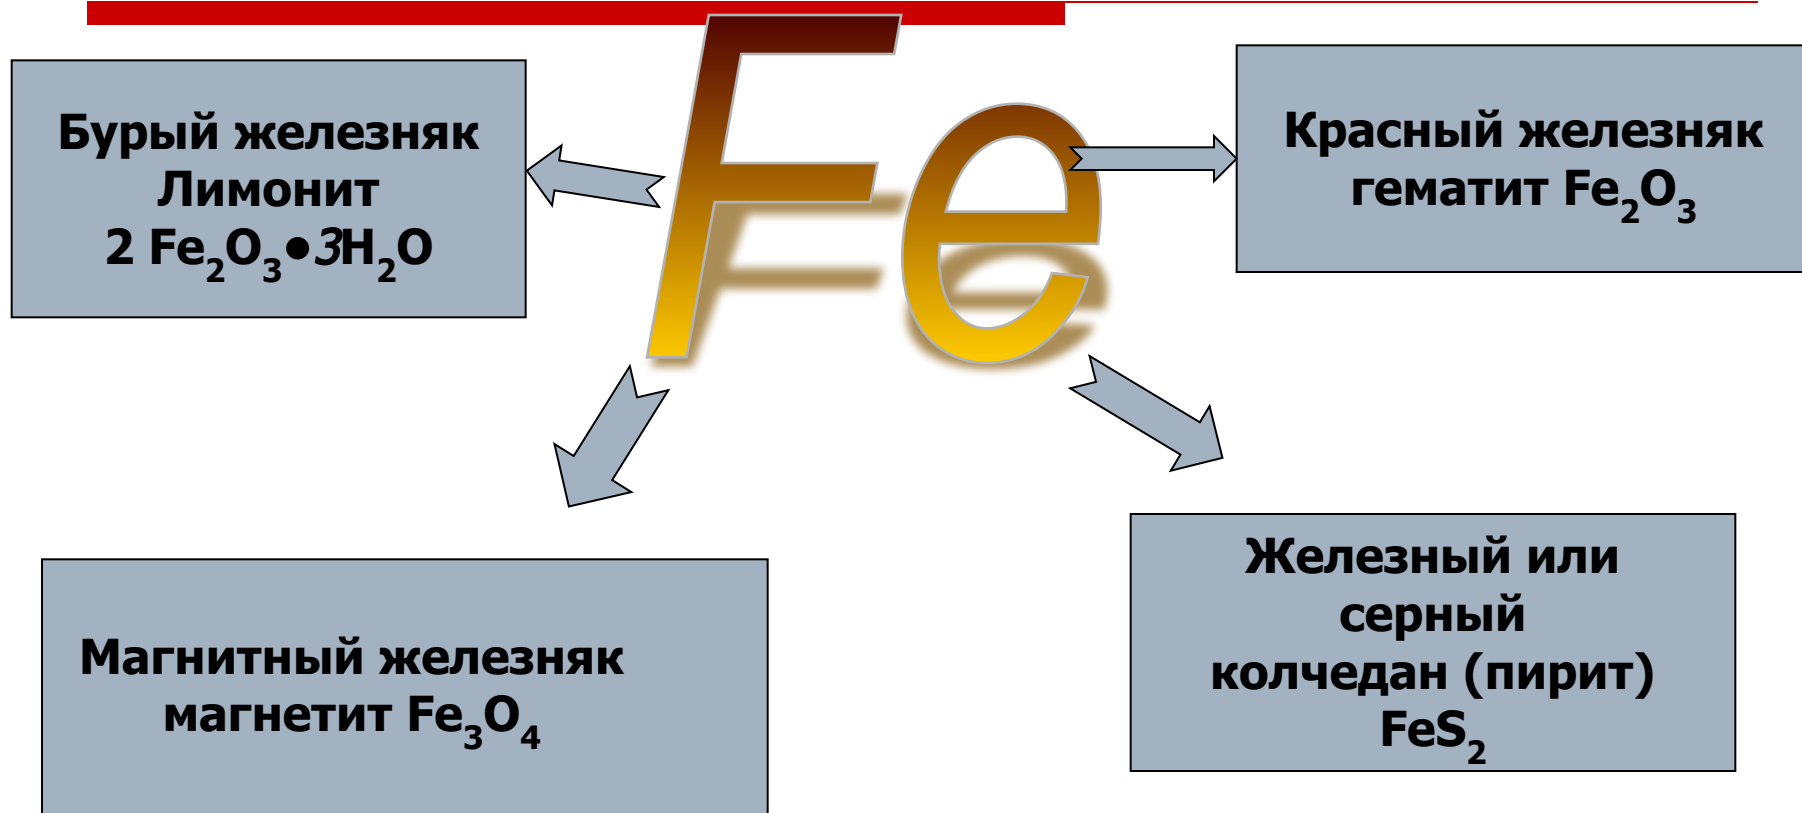 Fe
Бурый железняк
Лимонит
2 Fe₂O₃●3H₂O
Красный железняк
гематит Fe₂O₃
Магнитный железняк
магнетит Fe₃O₄
Железный или
серный
колчедан (пирит)
FeS₂